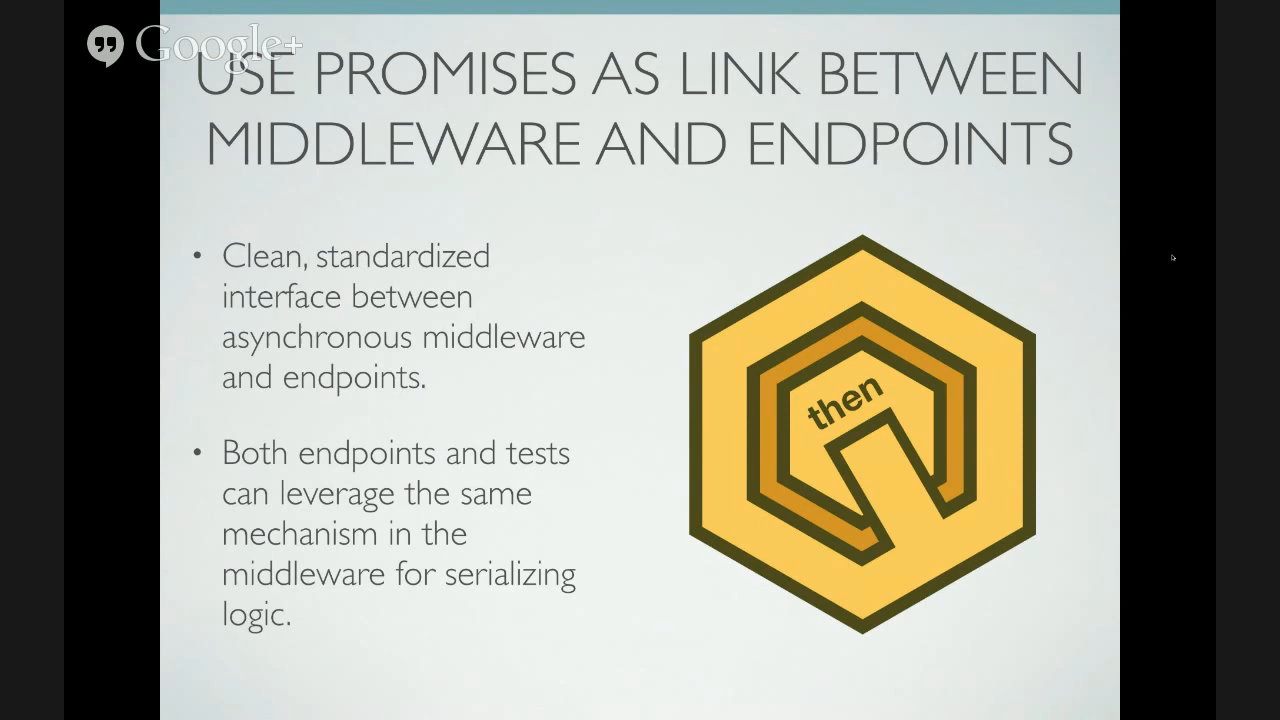 Google+
USE PROMISES AS LINK BETWEEN
MIDDLEWARE AND ENDPOINTS
• Clean, standardized
interface between
asynchronous middleware
and endpoints.
• Both endpoints and tests
can leverage the same
mechanism in the
middleware for serializing
logic.
then